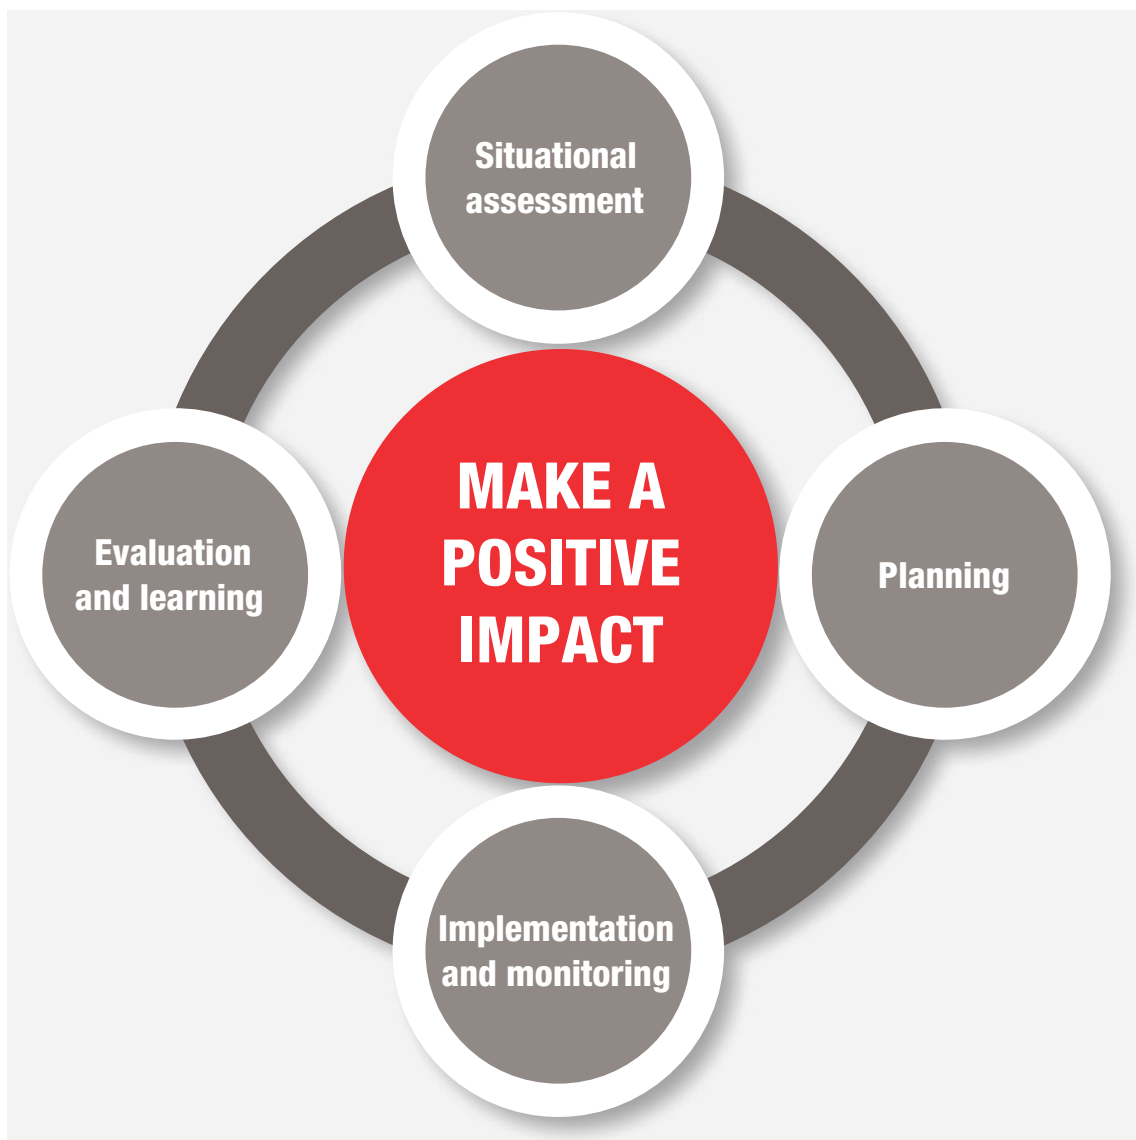 Situational
assessment
MAKE A
POSITIVE
IMPACT
Evaluation
and learning
Planning
Implementation
and monitoring